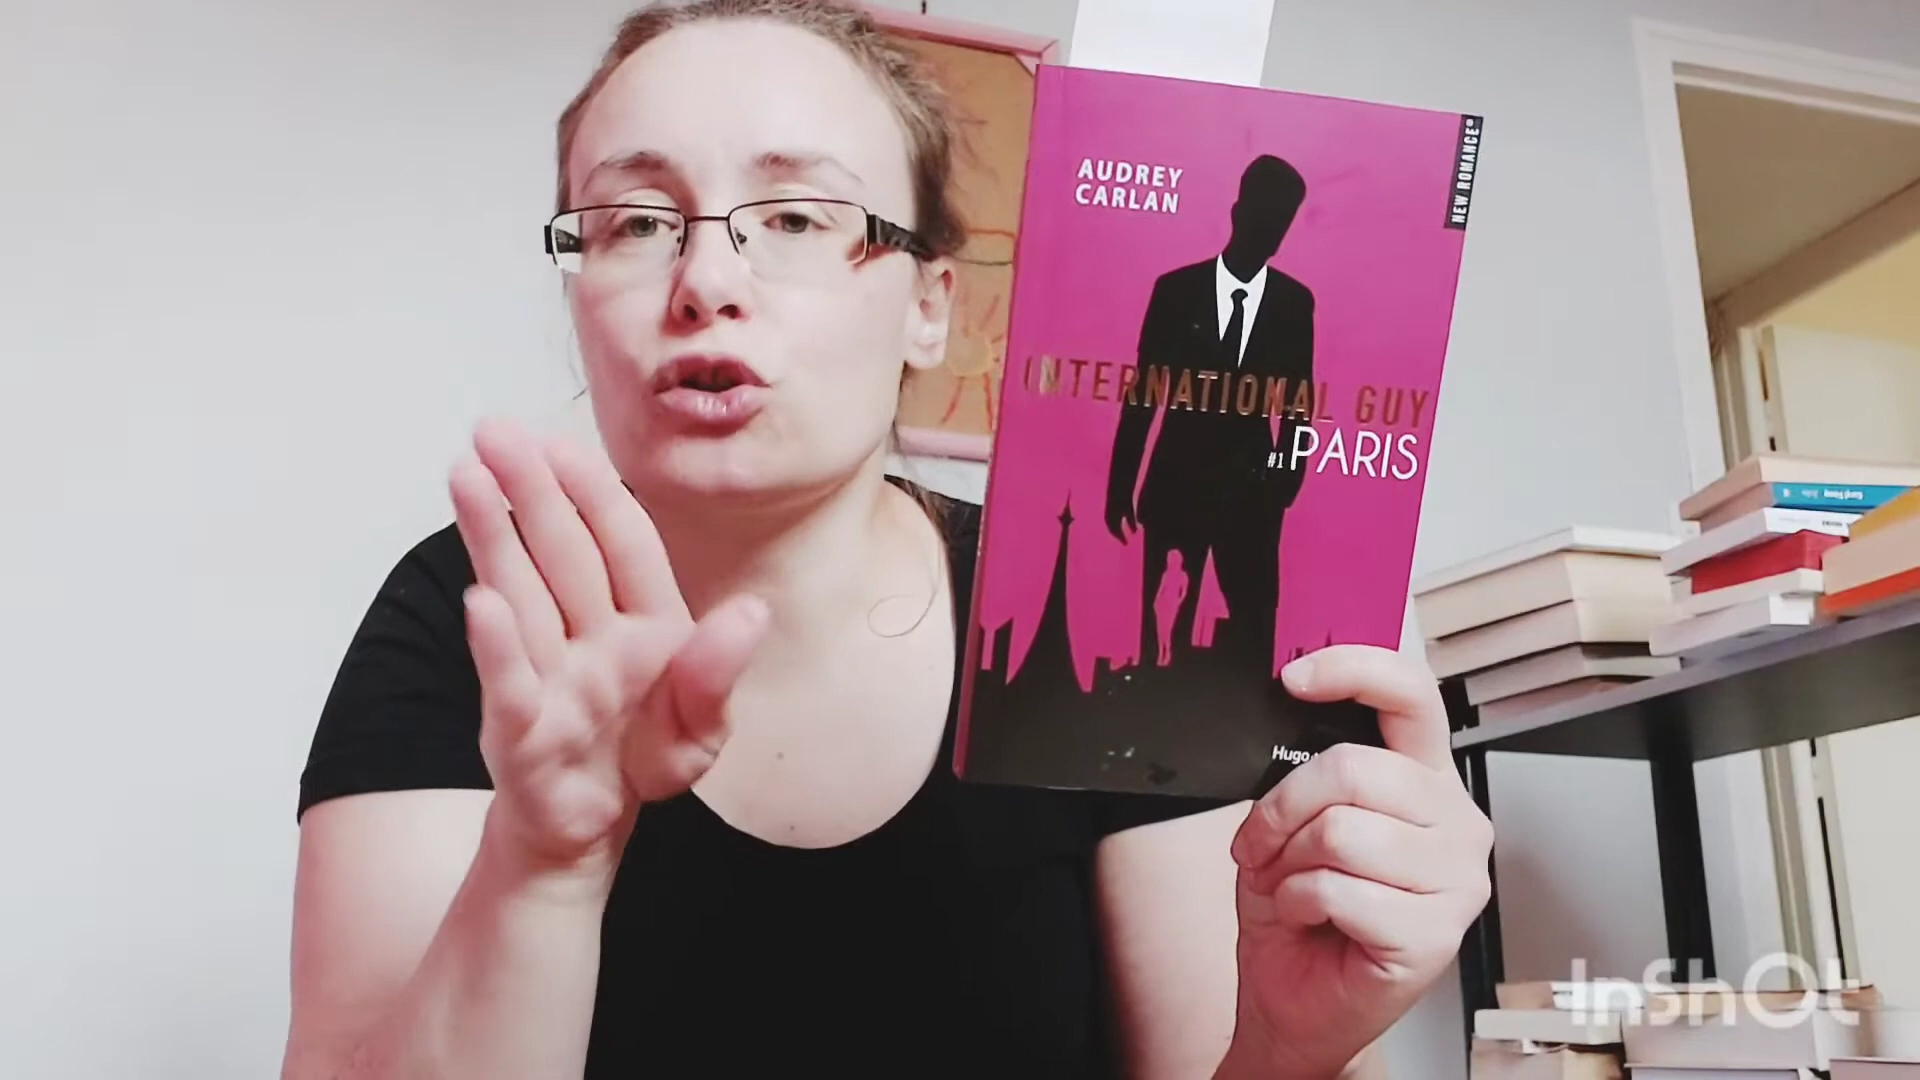 AUDREY
CARLAN
NEW ROMANCE®
INTERNATIONAL GUY
#1 PARIS
Hugo
InShOt